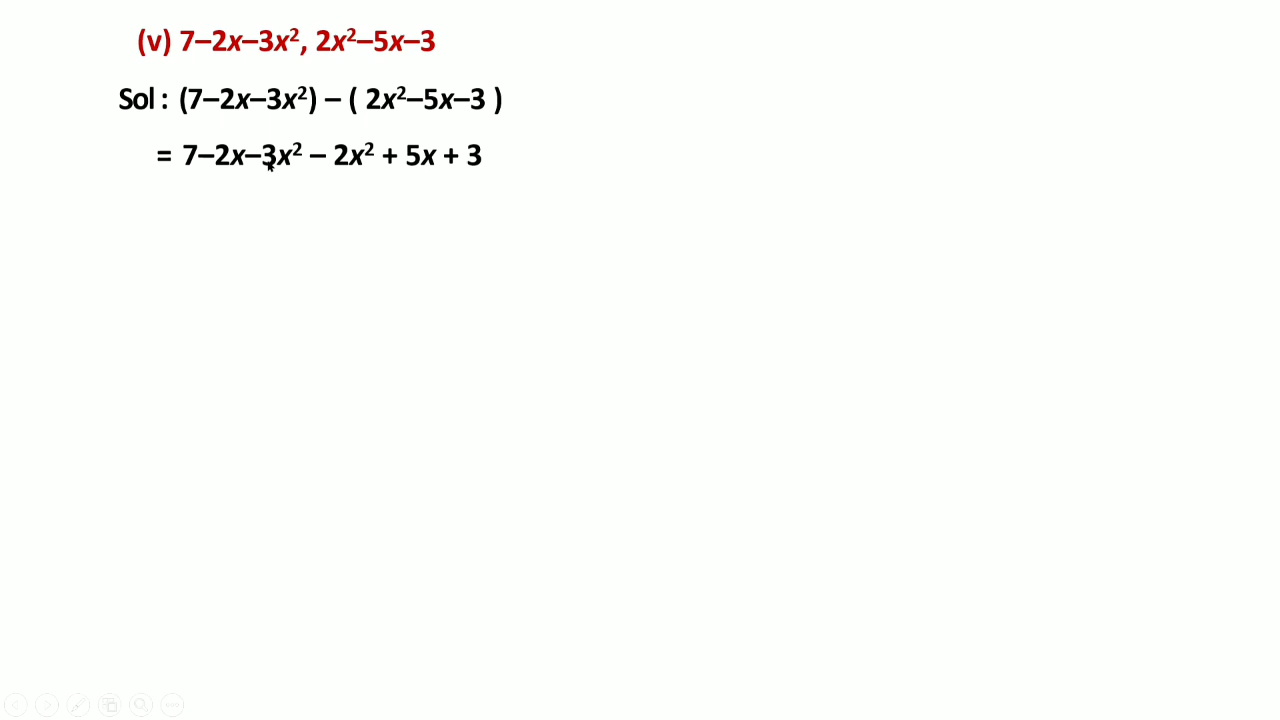 (v) 7–2x–3x², 2x²–5x–3
Sol : (7–2x–3x²) – ( 2x²–5x–3 )
= 7–2x–3x² – 2x² + 5x + 3